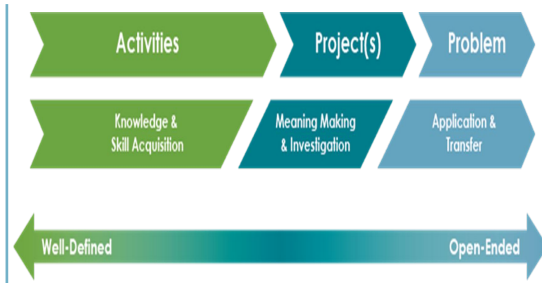 Activities Project(s) Problem
Knowledge & Meaning Making Application &
Skill Acquisition & Investigation Transfer
Well-Defined Open-Ended